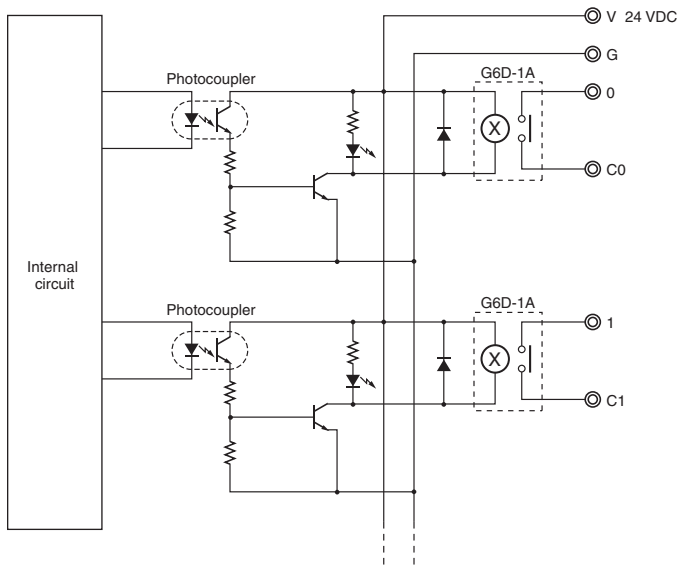 V 24 VDC
G
Photocoupler
G6D-1A
0
X
C0
Internal
circuit
Photocoupler
G6D-1A
1
X
C1